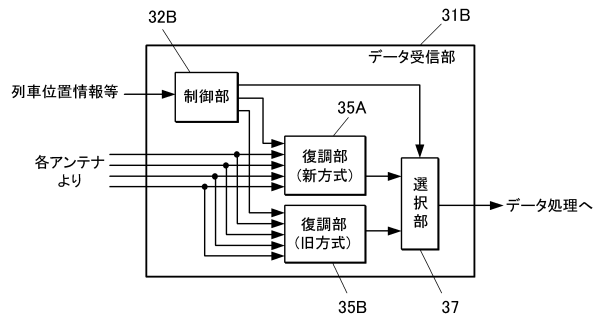 32B
31B
データ受信部
列車位置情報等
制御部
35A
復調部
(新方式)
各アンテナ
より
選択部
データ処理へ
復調部
(旧方式)
35B
37